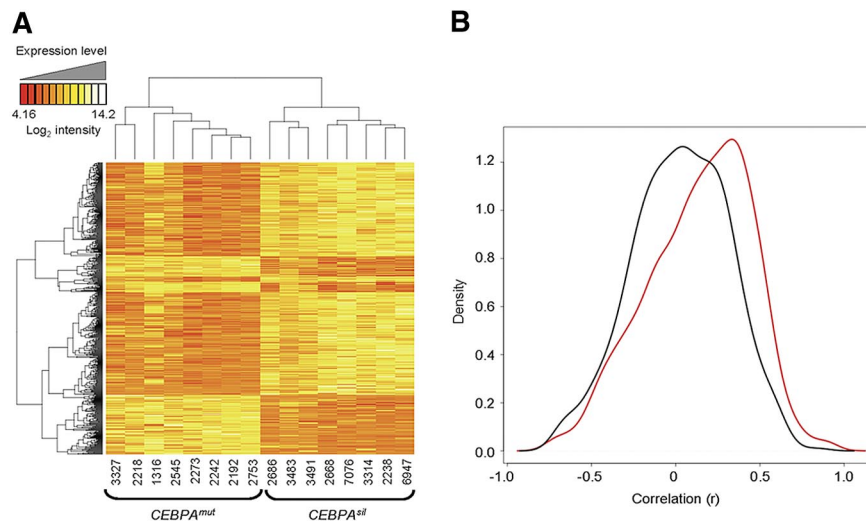 A
Expression level
4.16 14.2
Log2 intensity
3327 2218 1316 2545 2273 2242 2192 2753 2686 3483 3491 2668 7076 3314 2238 6947
CEBPAmut CEBPAsil
B
Density
1.2
1.0
0.8
0.6
0.4
0.2
0.0
-1.0 -0.5 0 0.5 1.0
Correlation (r)